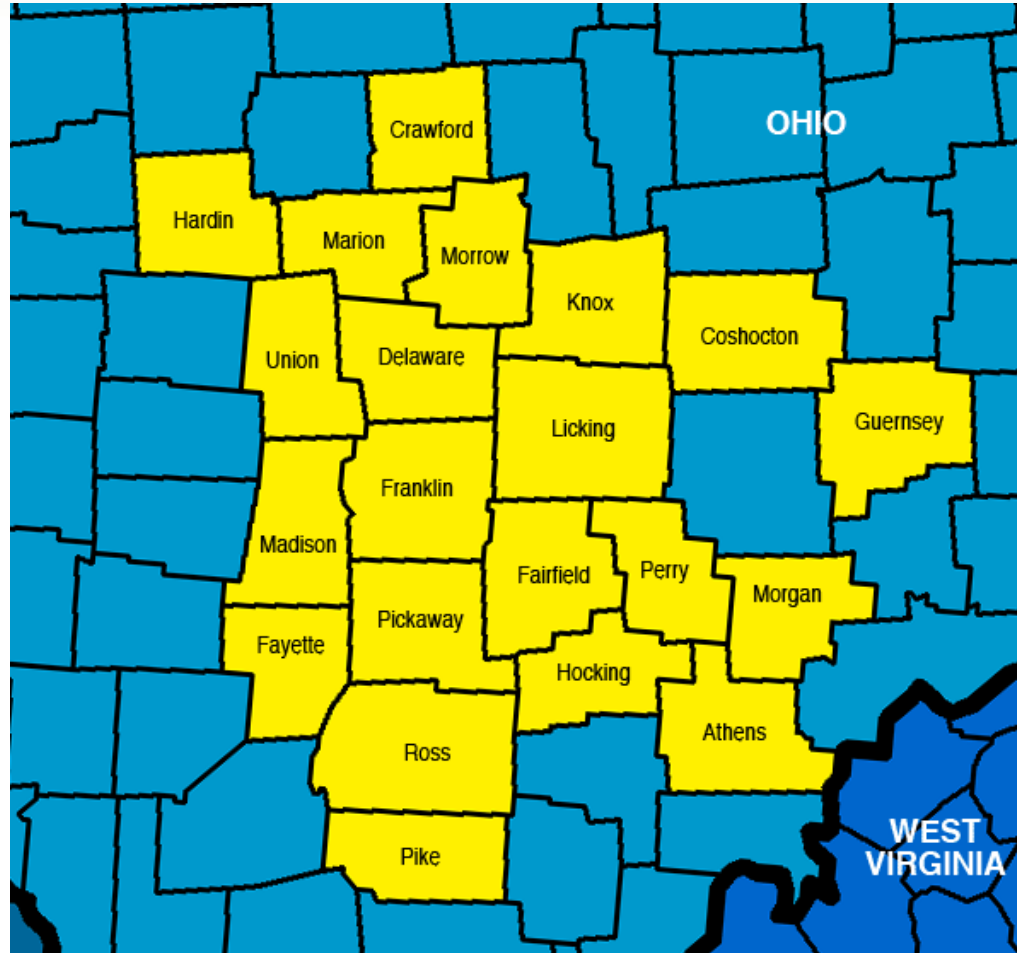 OHIO
Crawford
Hardin
Marion
Morrow
Knox
Coshocton
Union
Delaware
Licking
Guernsey
Franklin
Madison
Fairfield
Perry
Morgan
Pickaway
Fayette
Hocking
Athens
Ross
Pike
WEST
VIRGINIA